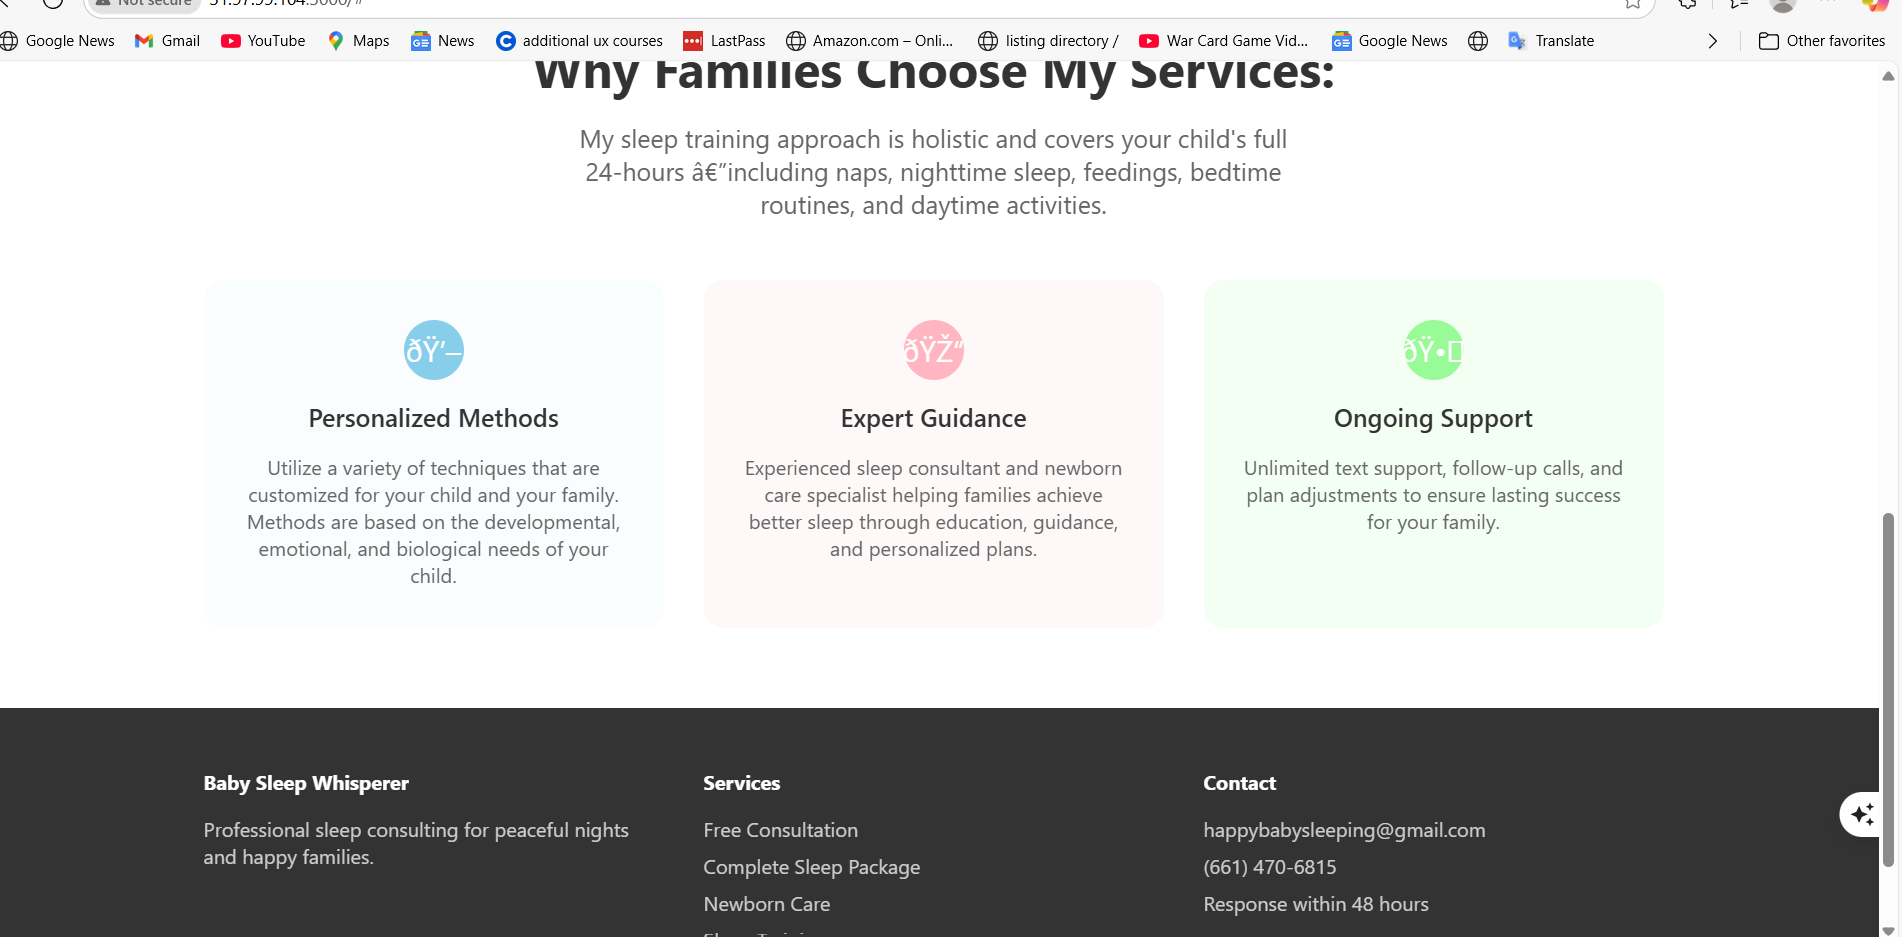 Not secure
Google News
Gmail
YouTube
Maps
News
additional ux courses
LastPass
Amazon.com – Onli...
listing directory /
War Card Game Vid...
Google News
Translate
Other favorites
Why Families Choose My Services:
My sleep training approach is holistic and covers your child's full
24-hours â€”including naps, nighttime sleep, feedings, bedtime
routines, and daytime activities.
ðŸ’–
Personalized Methods
Utilize a variety of techniques that are
customized for your child and your family.
Methods are based on the developmental,
emotional, and biological needs of your
child.
ðŸŽ“
Expert Guidance
Experienced sleep consultant and newborn
care specialist helping families achieve
better sleep through education, guidance,
and personalized plans.
ðŸ•
Ongoing Support
Unlimited text support, follow-up calls, and
plan adjustments to ensure lasting success
for your family.
Baby Sleep Whisperer
Professional sleep consulting for peaceful nights
and happy families.
Services
Free Consultation
Complete Sleep Package
Newborn Care
Contact
happybabysleeping@gmail.com
(661) 470-6815
Response within 48 hours